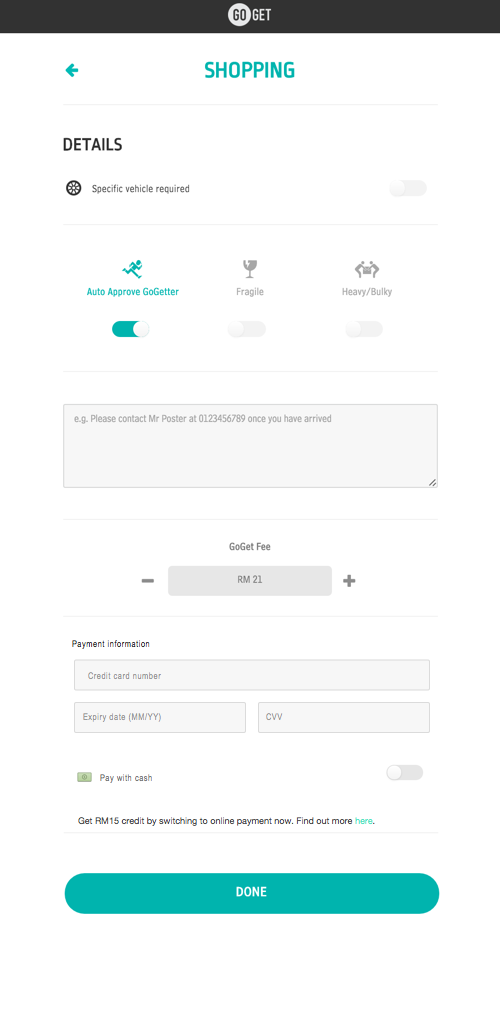 GO GET
SHOPPING
DETAILS
Specific vehicle required
Auto Approve GoGetter
Fragile
Heavy/Bulky
e.g. Please contact Mr Poster at 0123456789 once you have arrived
GoGet Fee
RM 21
Payment information
Credit card number
Expiry date (MM/YY)
CVV
Pay with cash
Get RM15 credit by switching to online payment now. Find out more here.
DONE